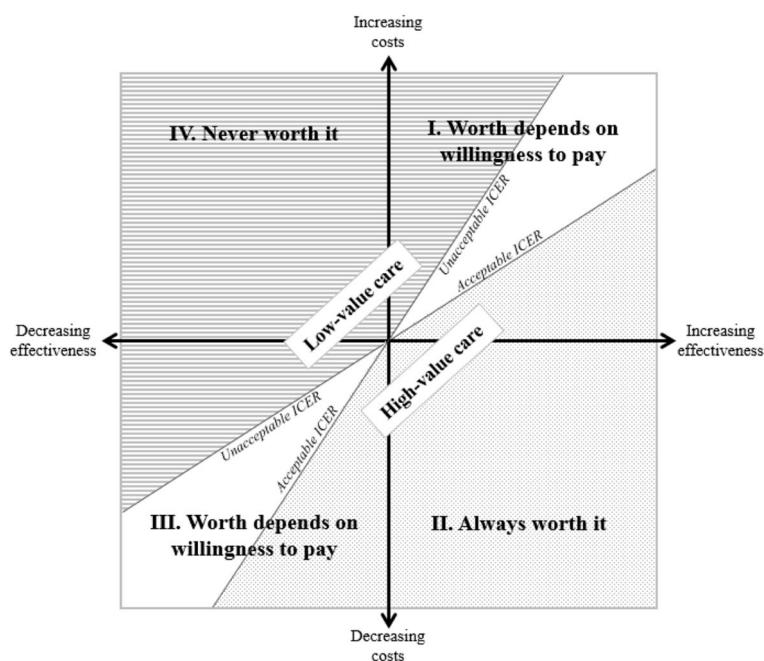 Increasing
costs
IV. Never worth it
I. Worth depends on
willingness to pay
Unacceptable ICER
Acceptable ICER
Low-value care
Decreasing
effectiveness
Increasing
effectiveness
High-value care
Unacceptable ICER
Acceptable ICER
III. Worth depends on
willingness to pay
II. Always worth it
Decreasing
costs